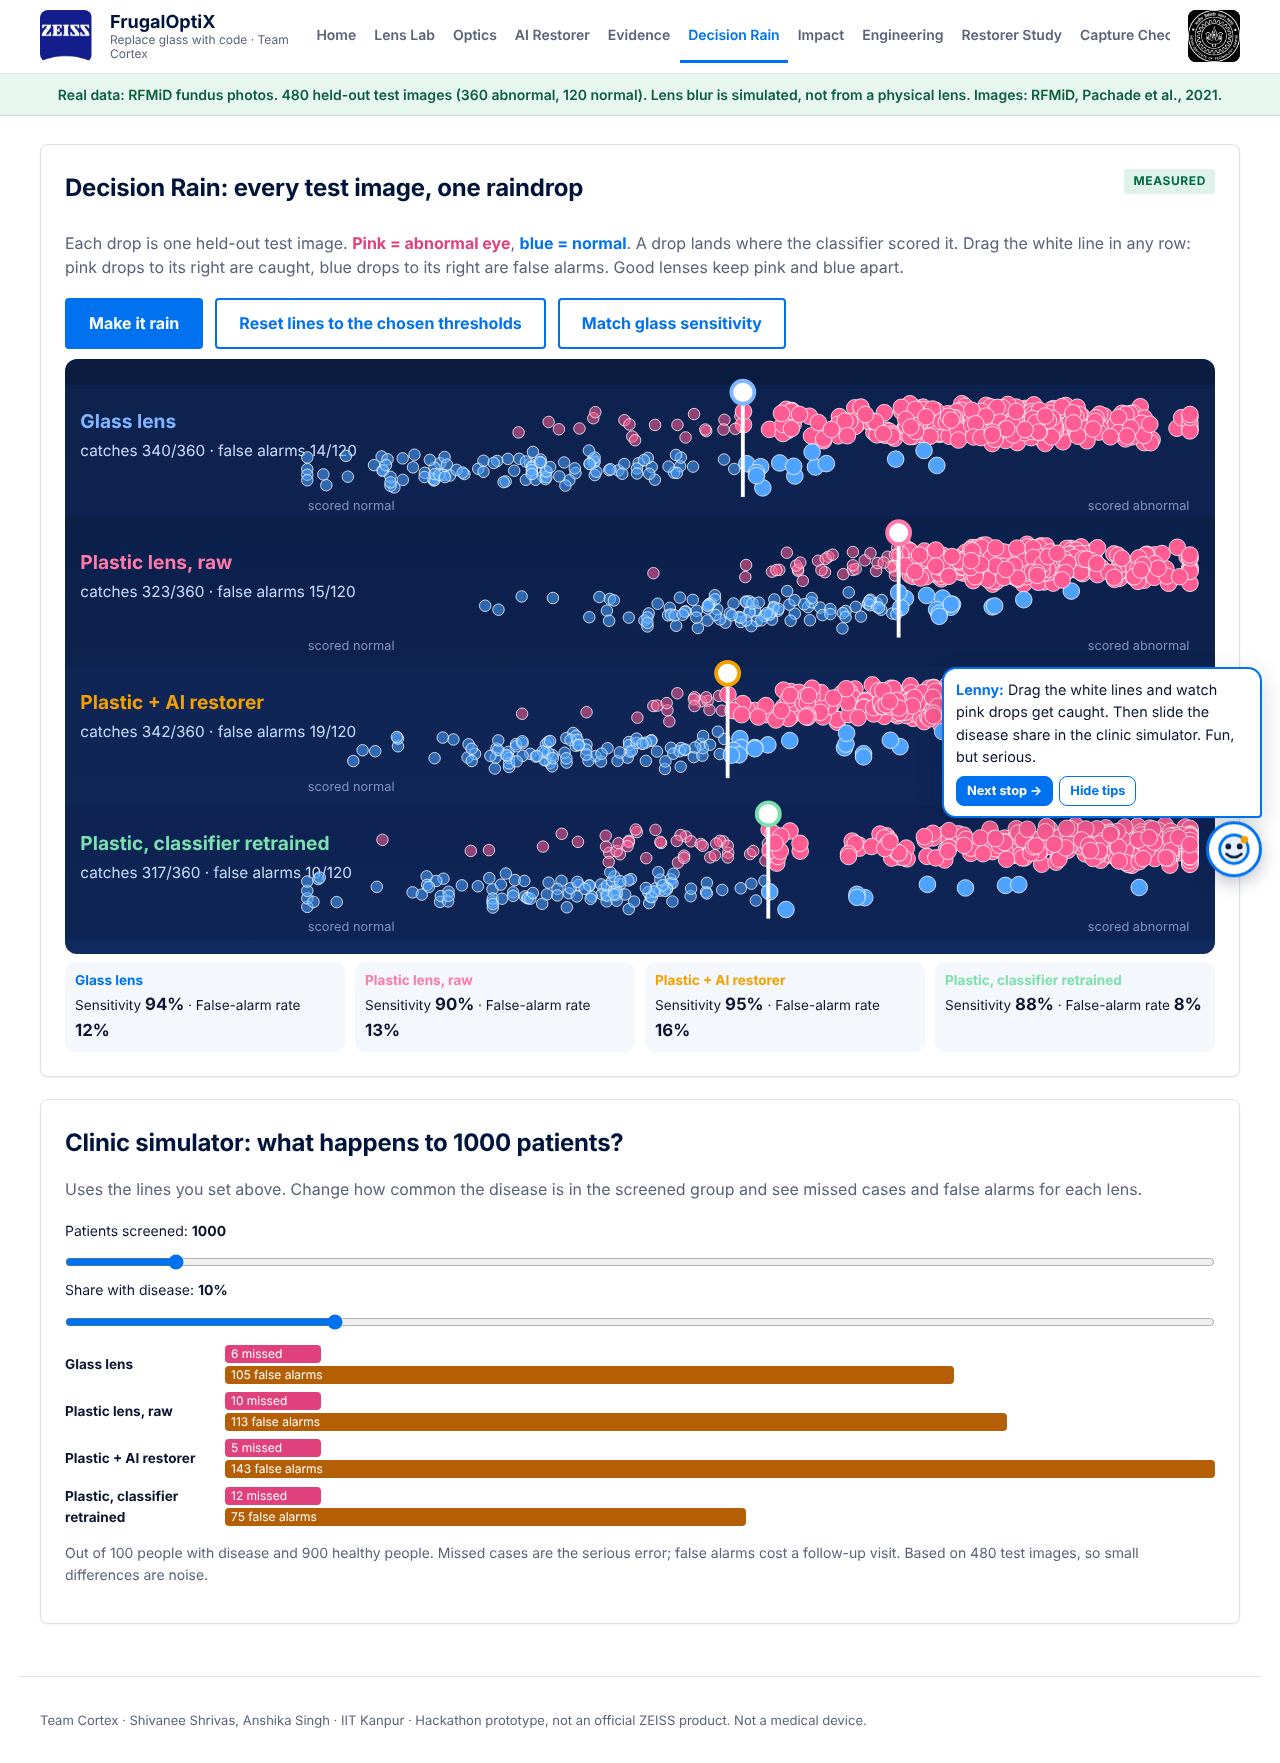 ZEISS
FrugalOptiX
Replace glass with code · Team
Cortex
Home Lens Lab Optics AI Restorer Evidence Decision Rain Impact Engineering Restorer Study Capture Chec
Real data: RFMiD fundus photos. 480 held-out test images (360 abnormal, 120 normal). Lens blur is simulated, not from a physical lens. Images: RFMiD, Pachade et al., 2021.
Decision Rain: every test image, one raindrop
MEASURED
Each drop is one held-out test image. Pink = abnormal eye, blue = normal. A drop lands where the classifier scored it. Drag the white line in any row:
pink drops to its right are caught, blue drops to its right are false alarms. Good lenses keep pink and blue apart.
Make it rain
Reset lines to the chosen thresholds
Match glass sensitivity
Glass lens
catches 340/360 · false alarms 14/120
scored normal
scored abnormal
Plastic lens, raw
catches 323/360 · false alarms 15/120
scored normal
scored abnormal
Plastic + AI restorer
catches 342/360 · false alarms 19/120
scored normal
Lenny: Drag the white lines and watch
pink drops get caught. Then slide the
disease share in the clinic simulator. Fun,
but serious.
Next stop →
Hide tips
Plastic, classifier retrained
catches 317/360 · false alarms 10/120
scored normal
scored abnormal
Glass lens
Sensitivity 94% · False-alarm rate
12%
Plastic lens, raw
Sensitivity 90% · False-alarm rate
13%
Plastic + AI restorer
Sensitivity 95% · False-alarm rate
16%
Plastic, classifier retrained
Sensitivity 88% · False-alarm rate 8%
Clinic simulator: what happens to 1000 patients?
Uses the lines you set above. Change how common the disease is in the screened group and see missed cases and false alarms for each lens.
Patients screened: 1000
Share with disease: 10%
Glass lens
6 missed
105 false alarms
Plastic lens, raw
10 missed
113 false alarms
Plastic + AI restorer
5 missed
143 false alarms
Plastic, classifier
retrained
12 missed
75 false alarms
Out of 100 people with disease and 900 healthy people. Missed cases are the serious error; false alarms cost a follow-up visit. Based on 480 test images, so small
differences are noise.
Team Cortex · Shivanee Shrivas, Anshika Singh · IIT Kanpur · Hackathon prototype, not an official ZEISS product. Not a medical device.